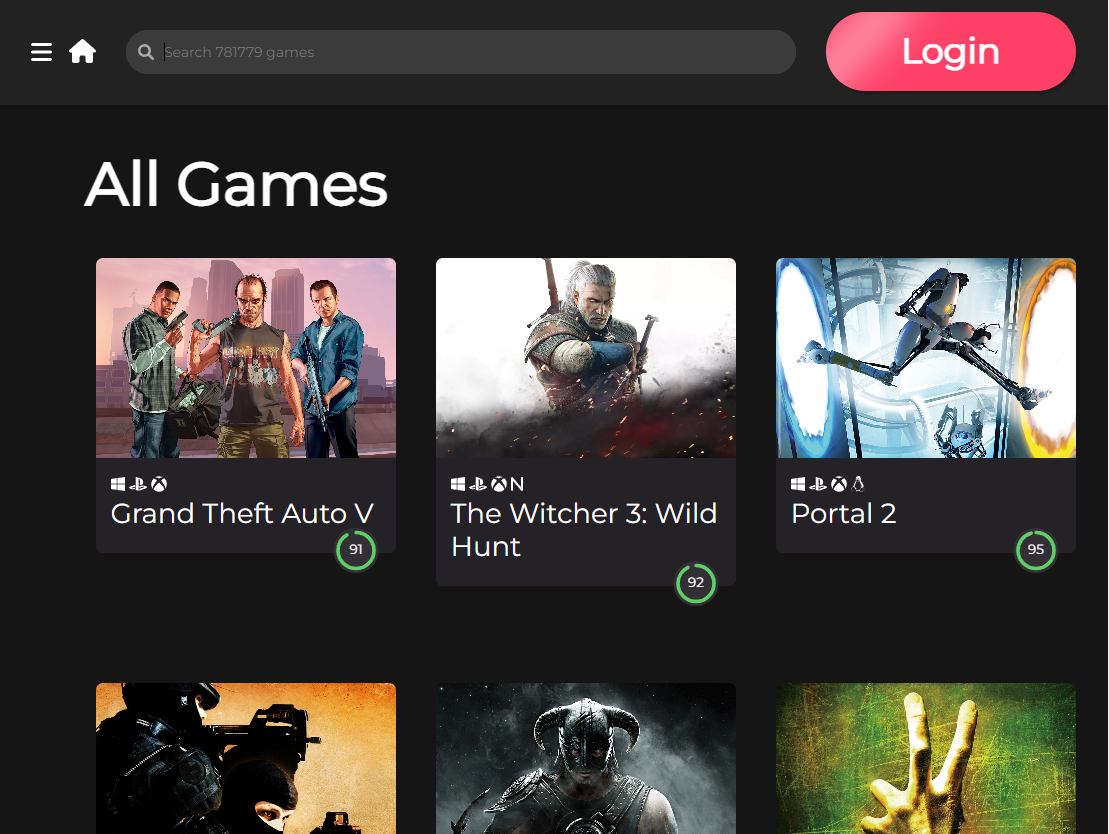 Search 781779 games
Login
All Games
Grand Theft Auto V
91
The Witcher 3: Wild
Hunt
92
Portal 2
95